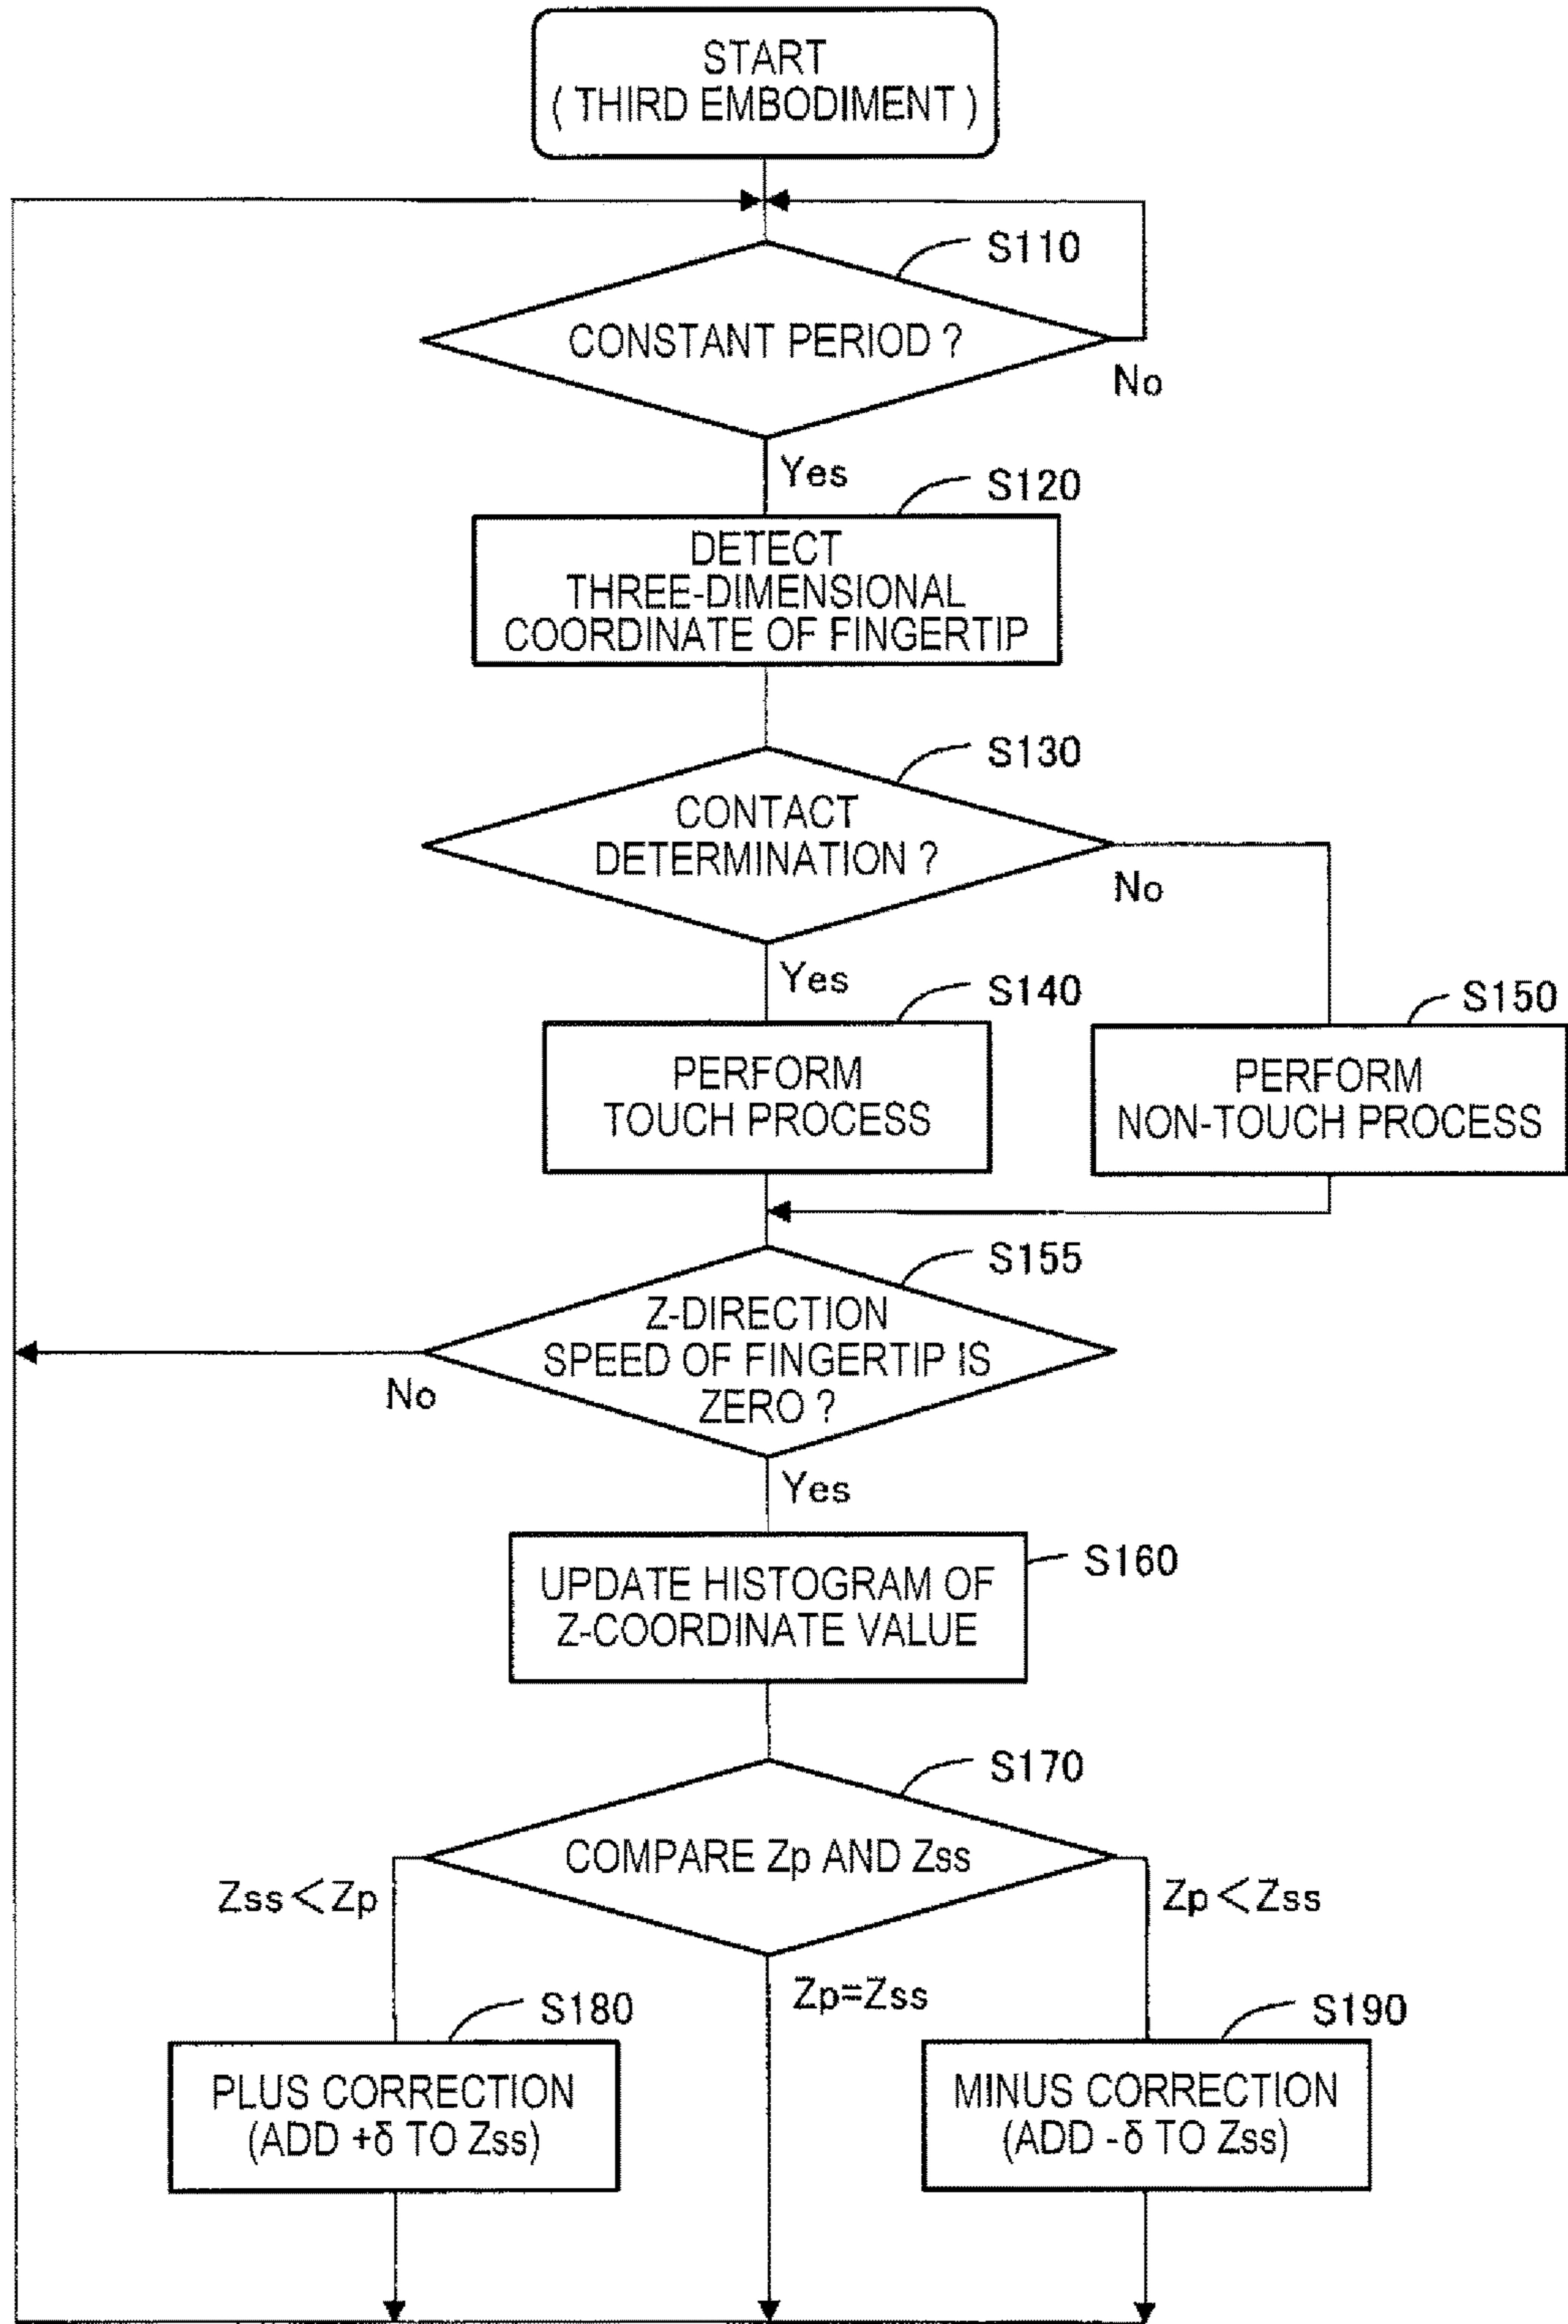 START
( THIRD EMBODIMENT )
S110
CONSTANT PERIOD ?
No
Yes
S120
DETECT
THREE-DIMENSIONAL
COORDINATE OF FINGERTIP
S130
CONTACT
DETERMINATION ?
No
Yes
S140
S150
PERFORM
TOUCH PROCESS
PERFORM
NON-TOUCH PROCESS
S155
Z-DIRECTION
SPEED OF FINGERTIP IS
ZERO ?
No
Yes
S160
UPDATE HISTOGRAM OF
Z-COORDINATE VALUE
S170
COMPARE Zp AND Zss
Zss<Zp
Zp<Zss
Zp=Zss
S180
S190
PLUS CORRECTION
(ADD +δ TO Zss)
MINUS CORRECTION
(ADD -δ TO Zss)